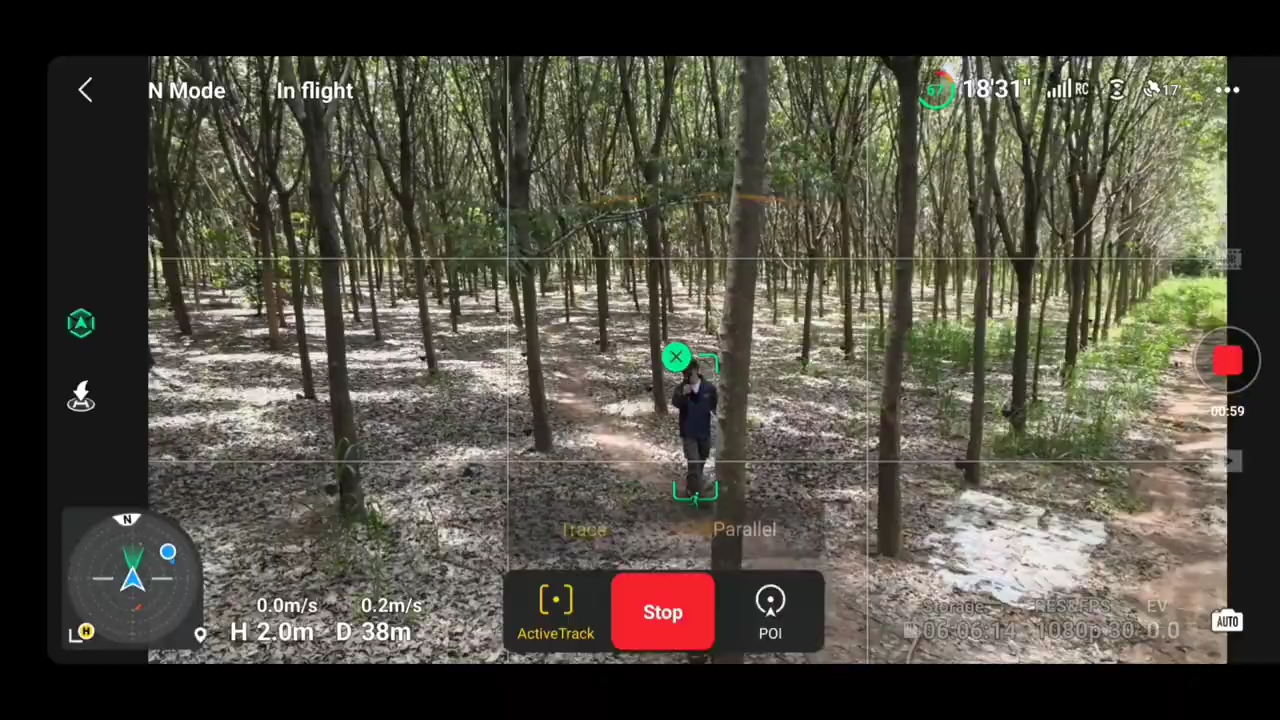 N Mode In flight 67 18'31" RC 17
00:59
Trace Parallel
N
0.0m/s 0.2m/s
Storage RES&FPS EV
H 2.0m D 38m
06:06:14 1080p 30 0.0
H
Stop
ActiveTrack POI
AUTO